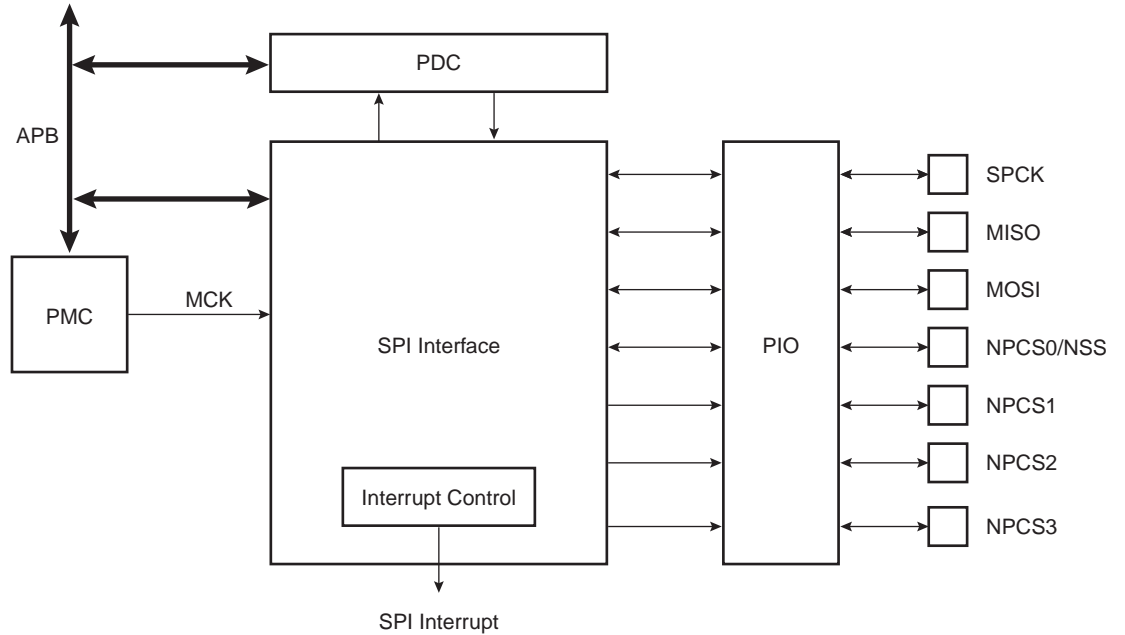 PDC
APB
SPCK
MISO
MCK
MOSI
PMC
SPI Interface
PIO
NPCS0/NSS
NPCS1
NPCS2
Interrupt Control
NPCS3
SPI Interrupt